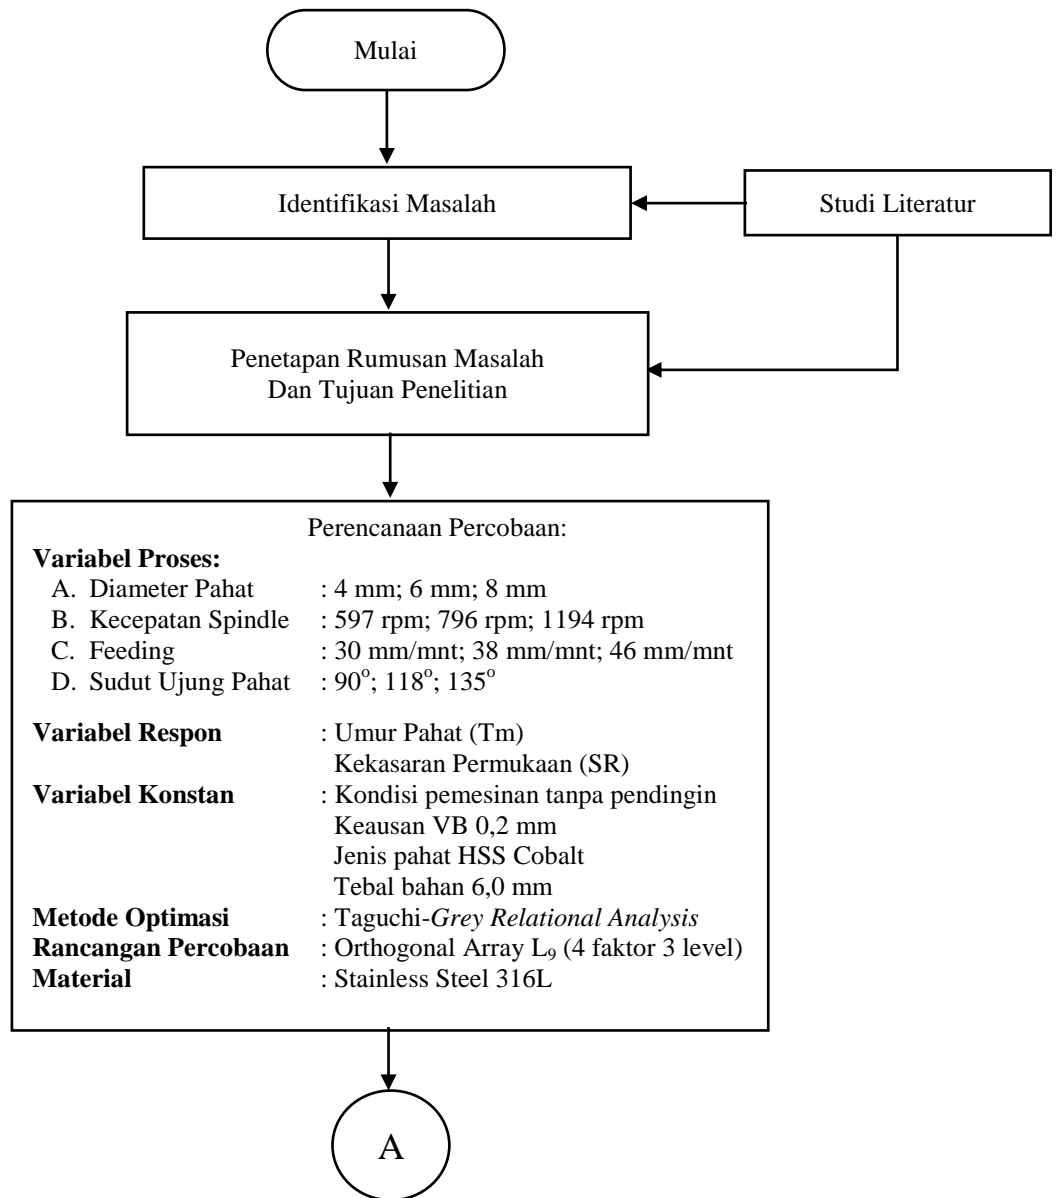 Mulai
Identifikasi Masalah
Studi Literatur
Penetapan Rumusan Masalah
Dan Tujuan Penelitian
Perencanaan Percobaan:
Variabel Proses:
A. Diameter Pahat : 4 mm; 6 mm; 8 mm
B. Kecepatan Spindle : 597 rpm; 796 rpm; 1194 rpm
C. Feeding : 30 mm/mnt; 38 mm/mnt; 46 mm/mnt
D. Sudut Ujung Pahat : 90°; 118°; 135°
Variabel Respon : Umur Pahat (Tm)
Kekasaran Permukaan (SR)
Variabel Konstan : Kondisi pemesinan tanpa pendingin
Keausan VB 0,2 mm
Jenis pahat HSS Cobalt
Tebal bahan 6,0 mm
Metode Optimasi : Taguchi-Grey Relational Analysis
Rancangan Percobaan : Orthogonal Array L₉ (4 faktor 3 level)
Material : Stainless Steel 316L
A